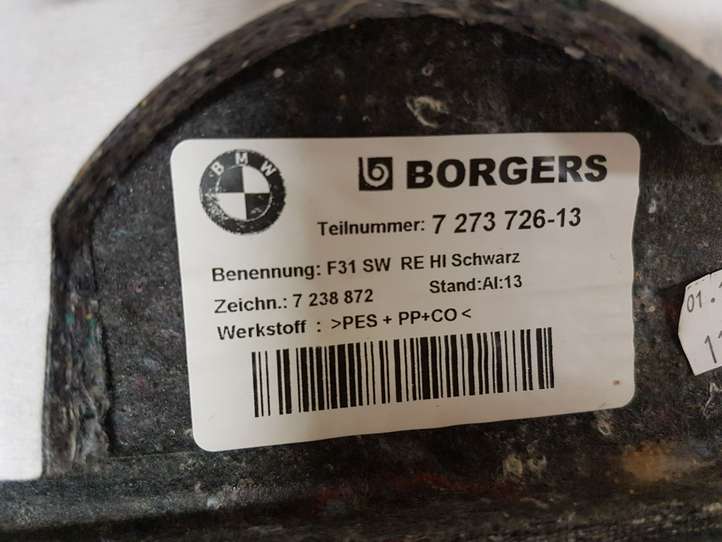 BMW
BORGERS
Teilnummer: 7 273 726-13
Benennung: F31 SW RE HI Schwarz
Zeichn.: 7 238 872 Stand:AI:13
Werkstoff : >PES + PP+CO<
01.